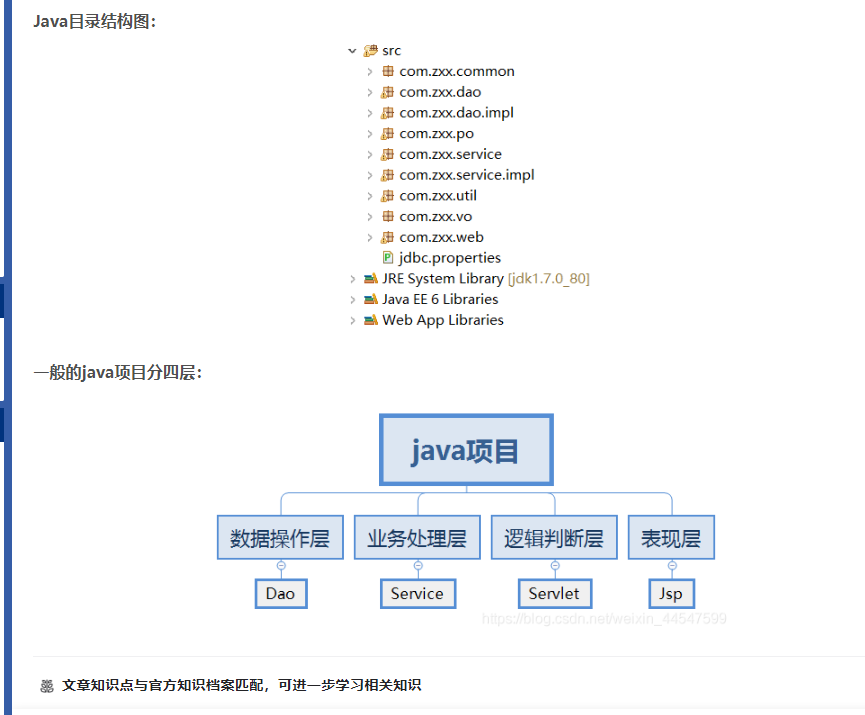 Java目录结构图：
src
com.zxx.common
com.zxx.dao
com.zxx.dao.impl
com.zxx.po
com.zxx.service
com.zxx.service.impl
com.zxx.util
com.zxx.vo
com.zxx.web
jdbc.properties
JRE System Library [jdk1.7.0_80]
Java EE 6 Libraries
Web App Libraries
一般的java项目分四层：
java项目
数据操作层 业务处理层 逻辑判断层 表现层
Dao Service Servlet Jsp
https://blog.csdn.net/weixin_44547599
文章知识点与官方知识档案匹配，可进一步学习相关知识